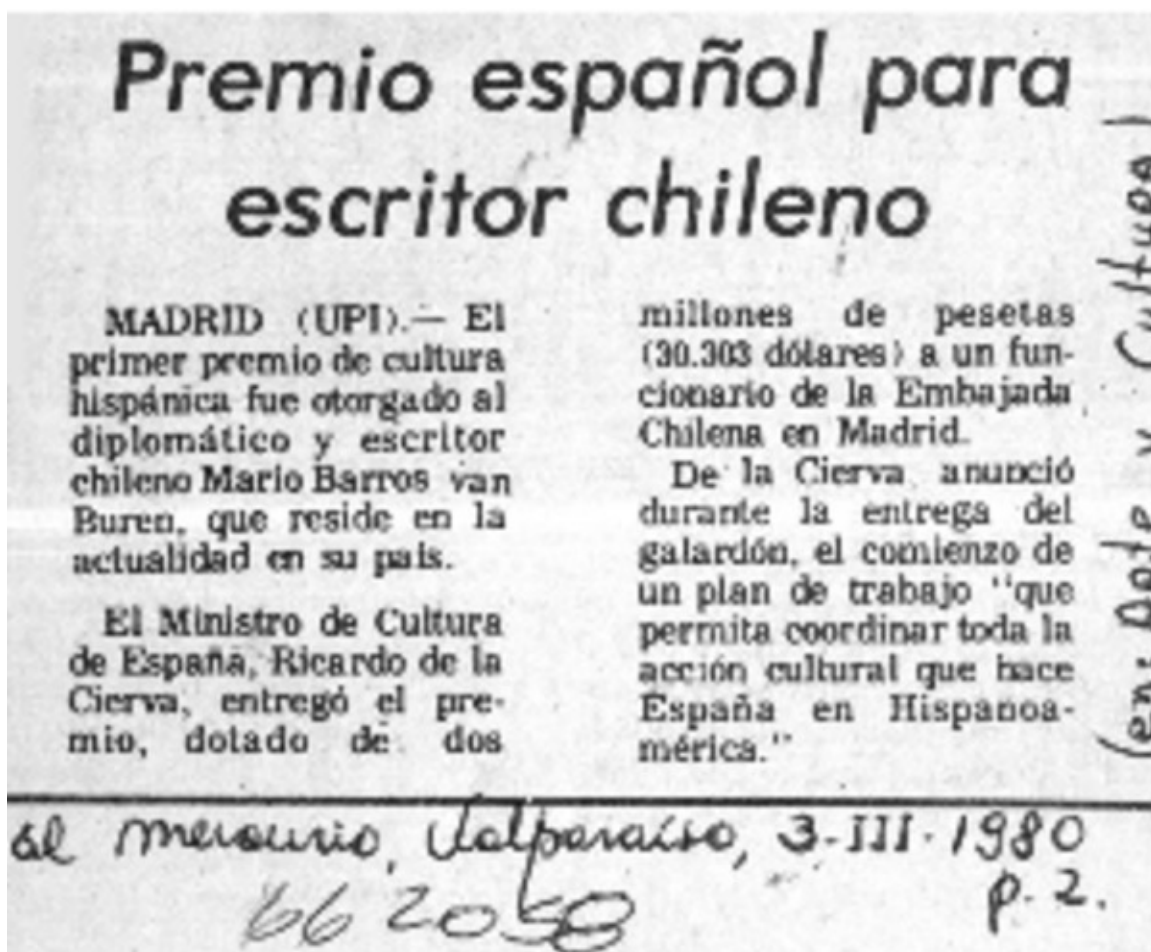 Premio español para
escritor chileno
MADRID (UPI).— El
primer premio de cultura
hispánica fue otorgado al
diplomático y escritor
chileno Mario Barros van
Buren, que reside en la
actualidad en su país.
El Ministro de Cultura
de España, Ricardo de la
Cierva, entregó el pre-
mio, dotado de dos
millones de pesetas
(30.303 dólares) a un fun-
cionario de la Embajada
Chilena en Madrid.
De la Cierva anunció
durante la entrega del
galardón, el comienzo de
un plan de trabajo "que
permita coordinar toda la
acción cultural que hace
España en Hispanoa-
mérica."
(en: Arte y Cultura)
El Mercurio, Valparaíso, 3-III-1980
p. 2.
662058